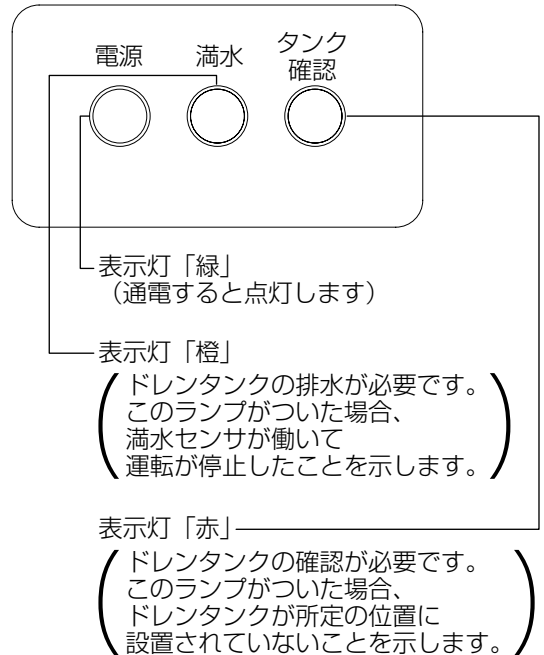 電源
満水
タンク
確認
表示灯「緑」
（通電すると点灯します）
表示灯「橙」
ドレンタンクの排水が必要です。
このランプがついた場合、
満水センサが働いて
運転が停止したことを示します。
表示灯「赤」
ドレンタンクの確認が必要です。
このランプがついた場合、
ドレンタンクが所定の位置に
設置されていないことを示します。